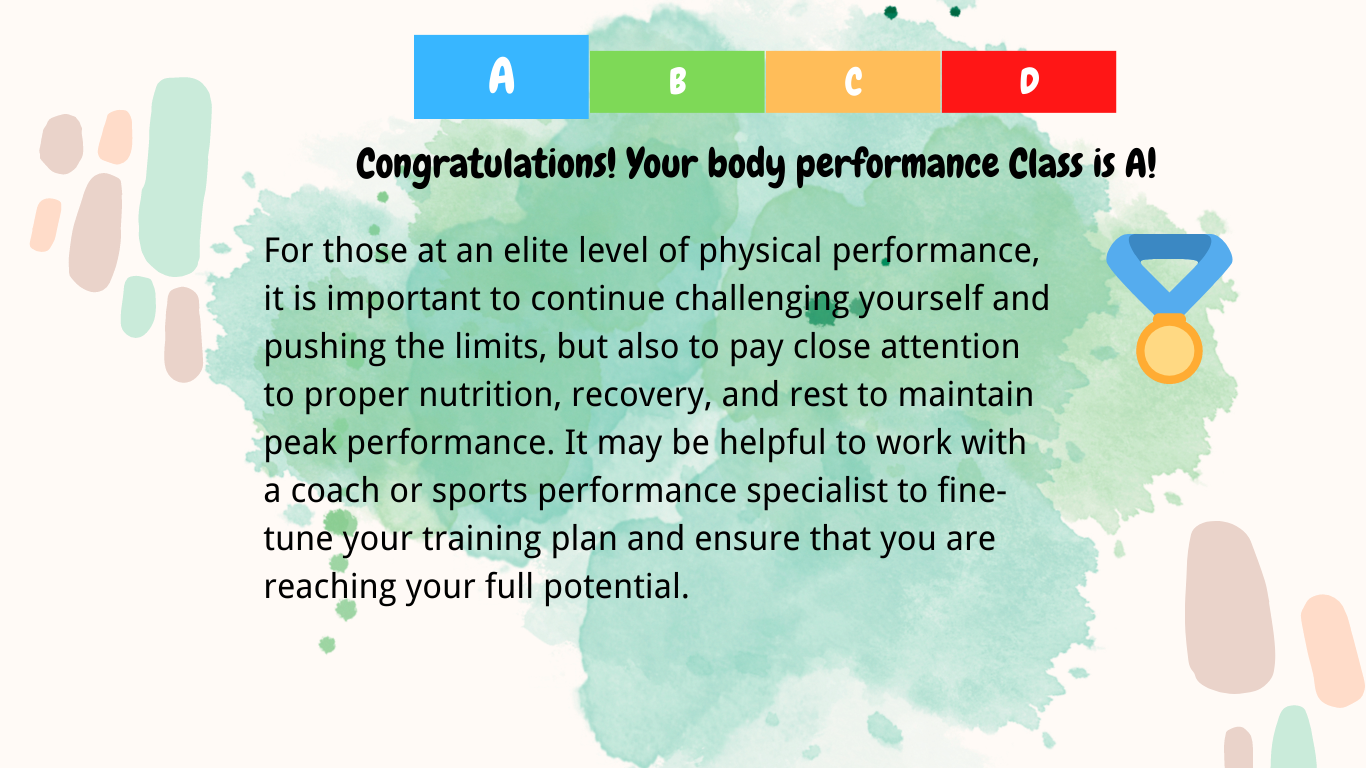 A B C D
Congratulations! Your body performance Class is A!
For those at an elite level of physical performance,
it is important to continue challenging yourself and
pushing the limits, but also to pay close attention
to proper nutrition, recovery, and rest to maintain
peak performance. It may be helpful to work with
a coach or sports performance specialist to fine-
tune your training plan and ensure that you are
reaching your full potential.